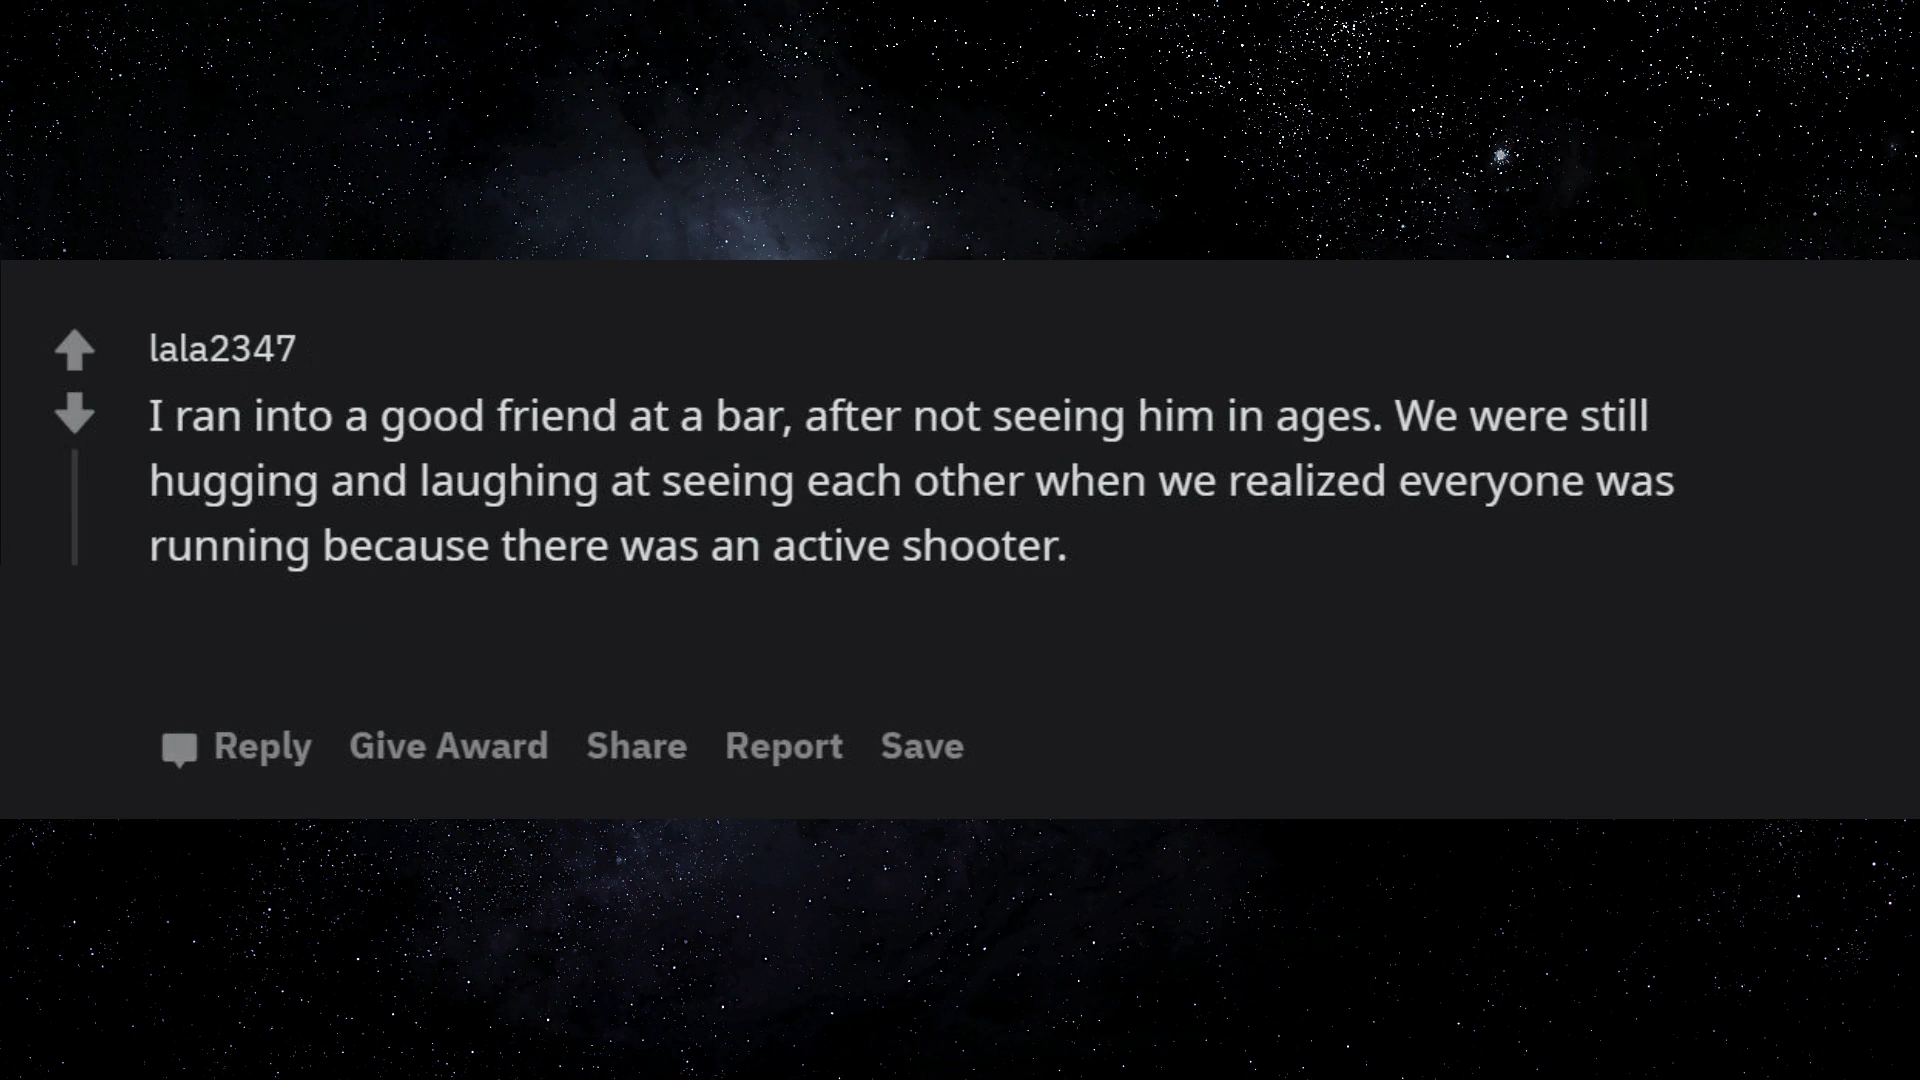 lala2347
I ran into a good friend at a bar, after not seeing him in ages. We were still
hugging and laughing at seeing each other when we realized everyone was
running because there was an active shooter.
Reply Give Award Share Report Save